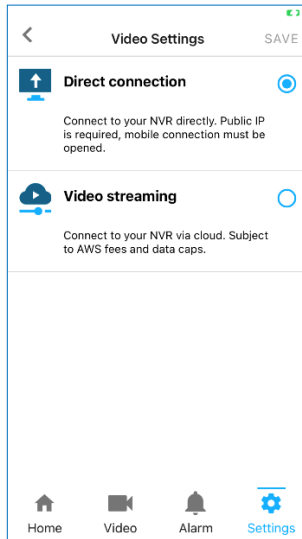 Video Settings
SAVE
Direct connection
Connect to your NVR directly. Public IP
is required, mobile connection must be
opened.
Video streaming
Connect to your NVR via cloud. Subject
to AWS fees and data caps.
Home
Video
Alarm
Settings